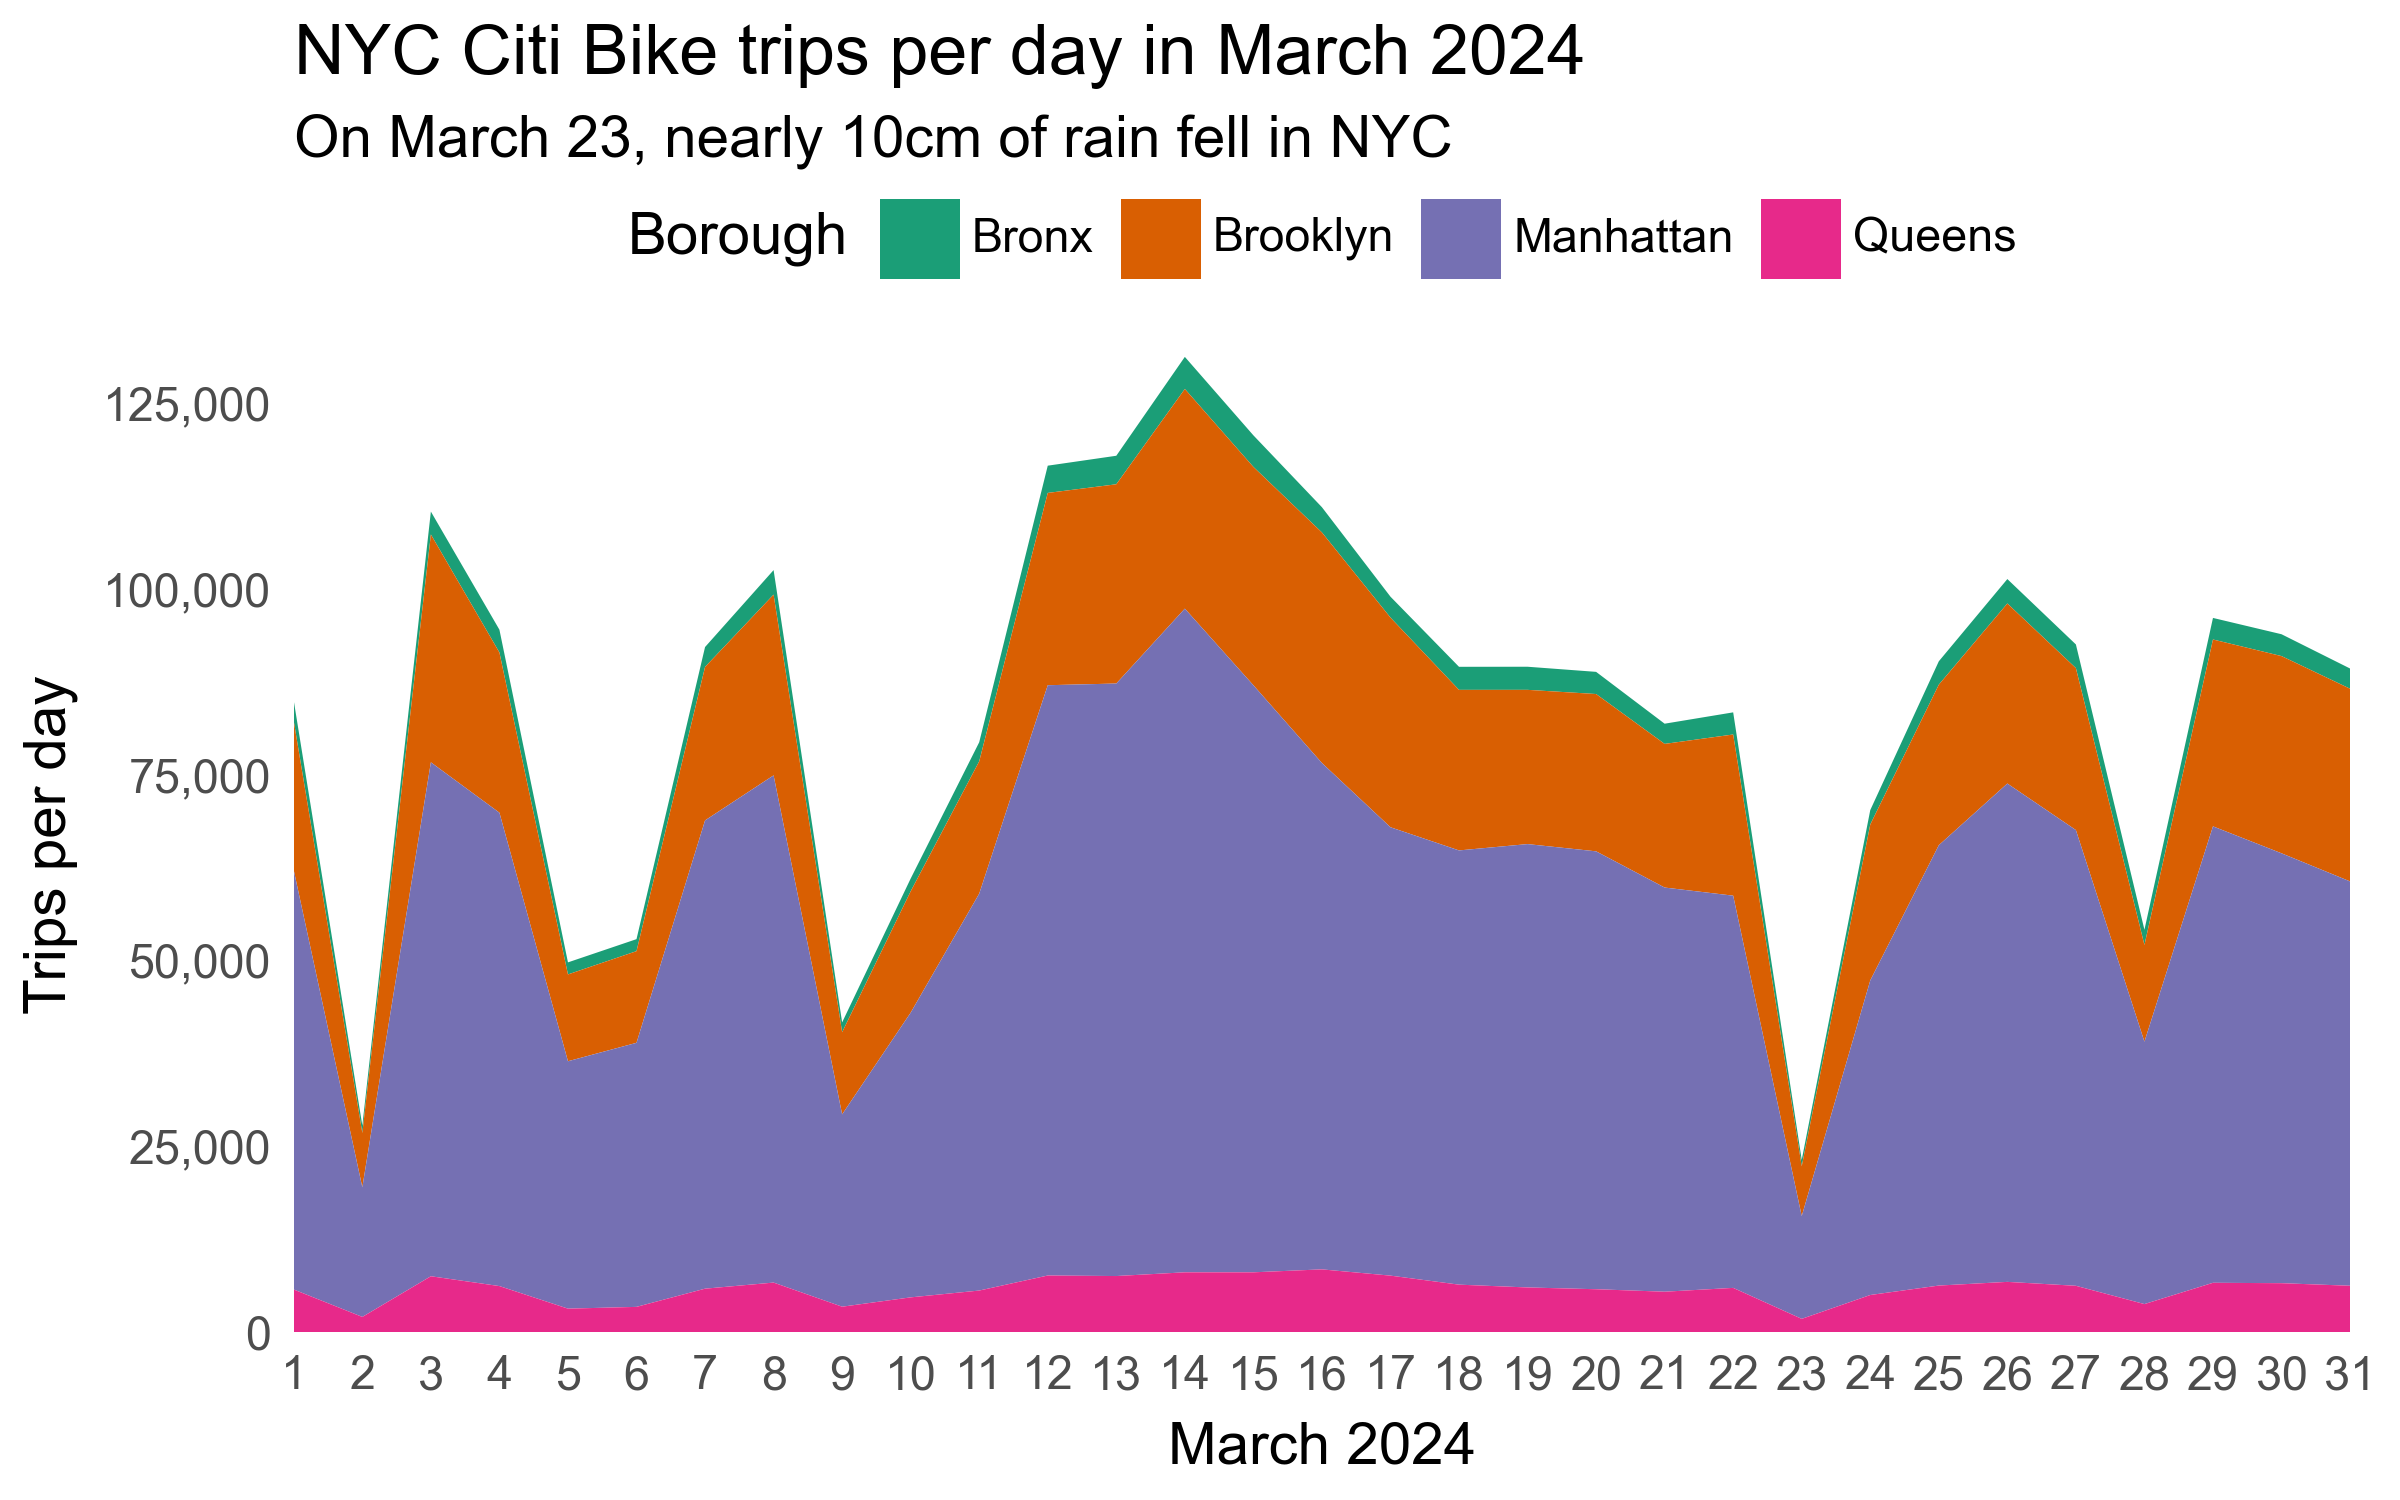 NYC Citi Bike trips per day in March 2024
On March 23, nearly 10cm of rain fell in NYC
Borough Bronx Brooklyn Manhattan Queens
Trips per day
125,000
100,000
75,000
50,000
25,000
0
1 2 3 4 5 6 7 8 9 10 11 12 13 14 15 16 17 18 19 20 21 22 23 24 25 26 27 28 29 30 31
March 2024